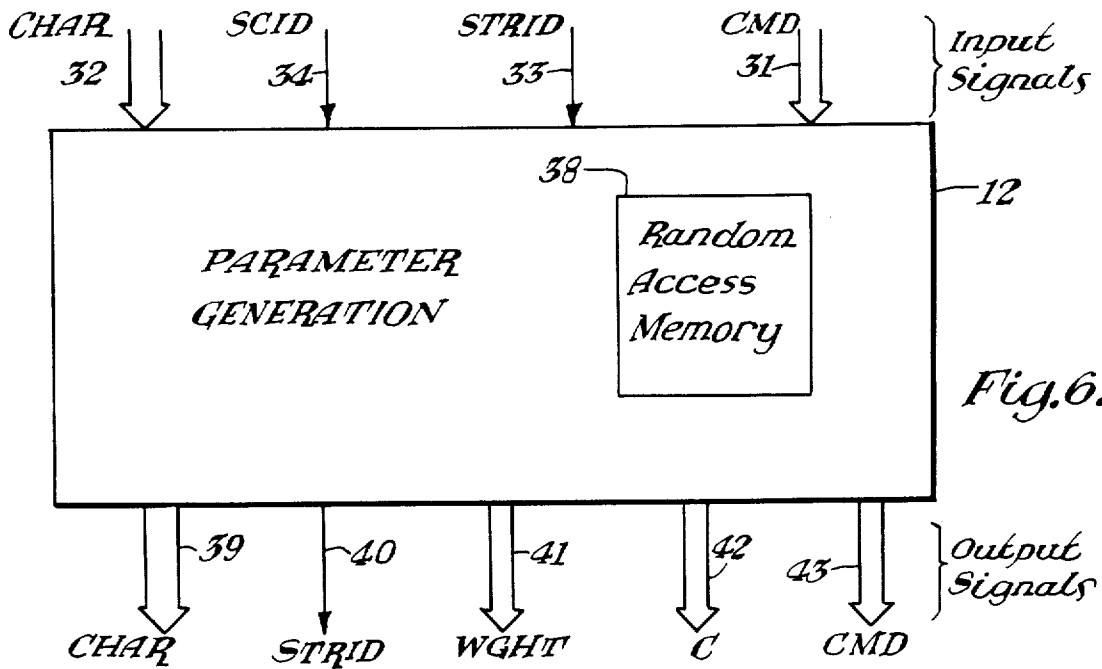 CHAR SCID STRID CMD Input
32 34 33 31 Signals
38 12
Random
PARAMETER Access
GENERATION Memory
Fig.6.
39 40 41 42 43 Output
Signals
CHAR STRID WGHT C CMD